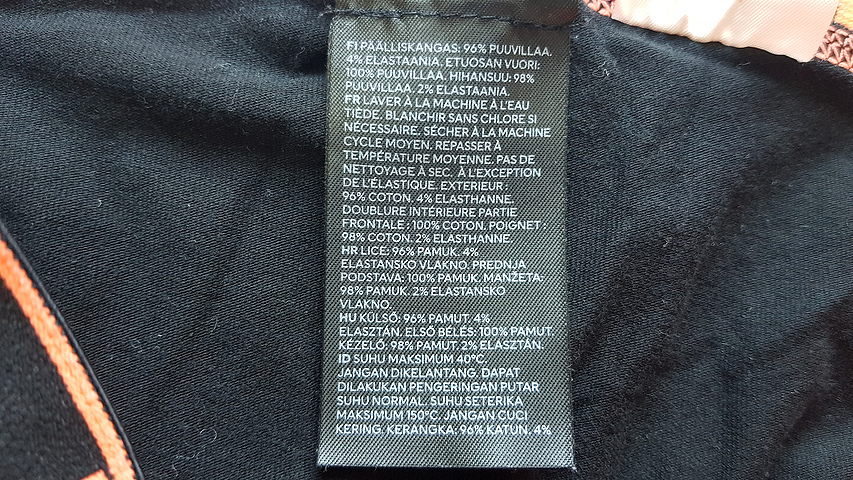 FI PÄÄLLISKANGAS: 96% PUUVILLAA.
4% ELASTAANIA. ETUOSAN VUORI:
100% PUUVILLAA. HIHANSUU: 98%
PUUVILLAA. 2% ELASTAANIA.
FR LAVER À LA MACHINE À L'EAU
TIÈDE. BLANCHIR SANS CHLORE SI
NÉCESSAIRE. SÉCHER À LA MACHINE
CYCLE MOYEN. REPASSER À
TEMPÉRATURE MOYENNE. PAS DE
NETTOYAGE À SEC. À L'EXCEPTION
DE L'ÉLASTIQUE. EXTERIEUR :
96% COTON. 4% ELASTHANNE.
DOUBLURE INTÉRIEURE PARTIE
FRONTALE : 100% COTON. POIGNET :
98% COTON. 2% ELASTHANNE.
HR LICE: 96% PAMUK. 4%
ELASTANSKO VLAKNO. PREDNJA
PODSTAVA: 100% PAMUK. MANŽETA:
98% PAMUK. 2% ELASTANSKO
VLAKNO.
HU KÜLSŐ: 96% PAMUT. 4%
ELASZTÁN. ELSŐ BÉLÉS: 100% PAMUT.
KÉZELŐ: 98% PAMUT. 2% ELASZTÁN.
ID SUHU MAKSIMUM 40°C.
JANGAN DIKELANTANG. DAPAT
DILAKUKAN PENGERINGAN PUTAR
SUHU NORMAL. SUHU SETERIKA
MAKSIMUM 150°C. JANGAN CUCI
KERING. KERANGKA: 96% KATUN. 4%